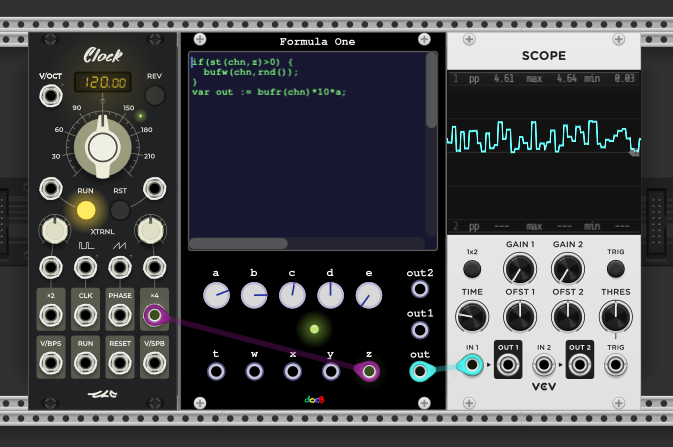 Clock
V/OCT
120.00
REV
90
150
60
180
30
210
RUN
RST
XTRNL
×2
CLK
PHASE
×4
V/BPS
RUN
RESET
V/SPB
Formula One
if(st(chn,z)>0) {
bufw(chn,rnd());
}
var out := bufr(chn)*10*a;
a
b
c
d
e
out2
out1
t
w
x
y
z
out
docB
SCOPE
1 pp 4.61 max 4.64 min 0.03
2 pp --- max --- min ---
1x2
GAIN 1
GAIN 2
TRIG
TIME
OFST 1
OFST 2
THRES
IN 1
OUT 1
IN 2
OUT 2
TRIG
VCV